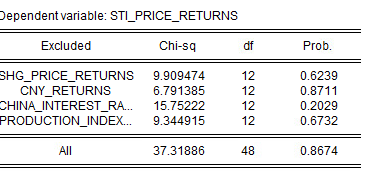 Dependent variable: STI_PRICE_RETURNS
Excluded Chi-sq df Prob.
SHG_PRICE_RETURNS 9.909474 12 0.6239
CNY_RETURNS 6.791385 12 0.8711
CHINA_INTEREST_RA... 15.75222 12 0.2029
PRODUCTION_INDEX... 9.344915 12 0.6732
All 37.31886 48 0.8674